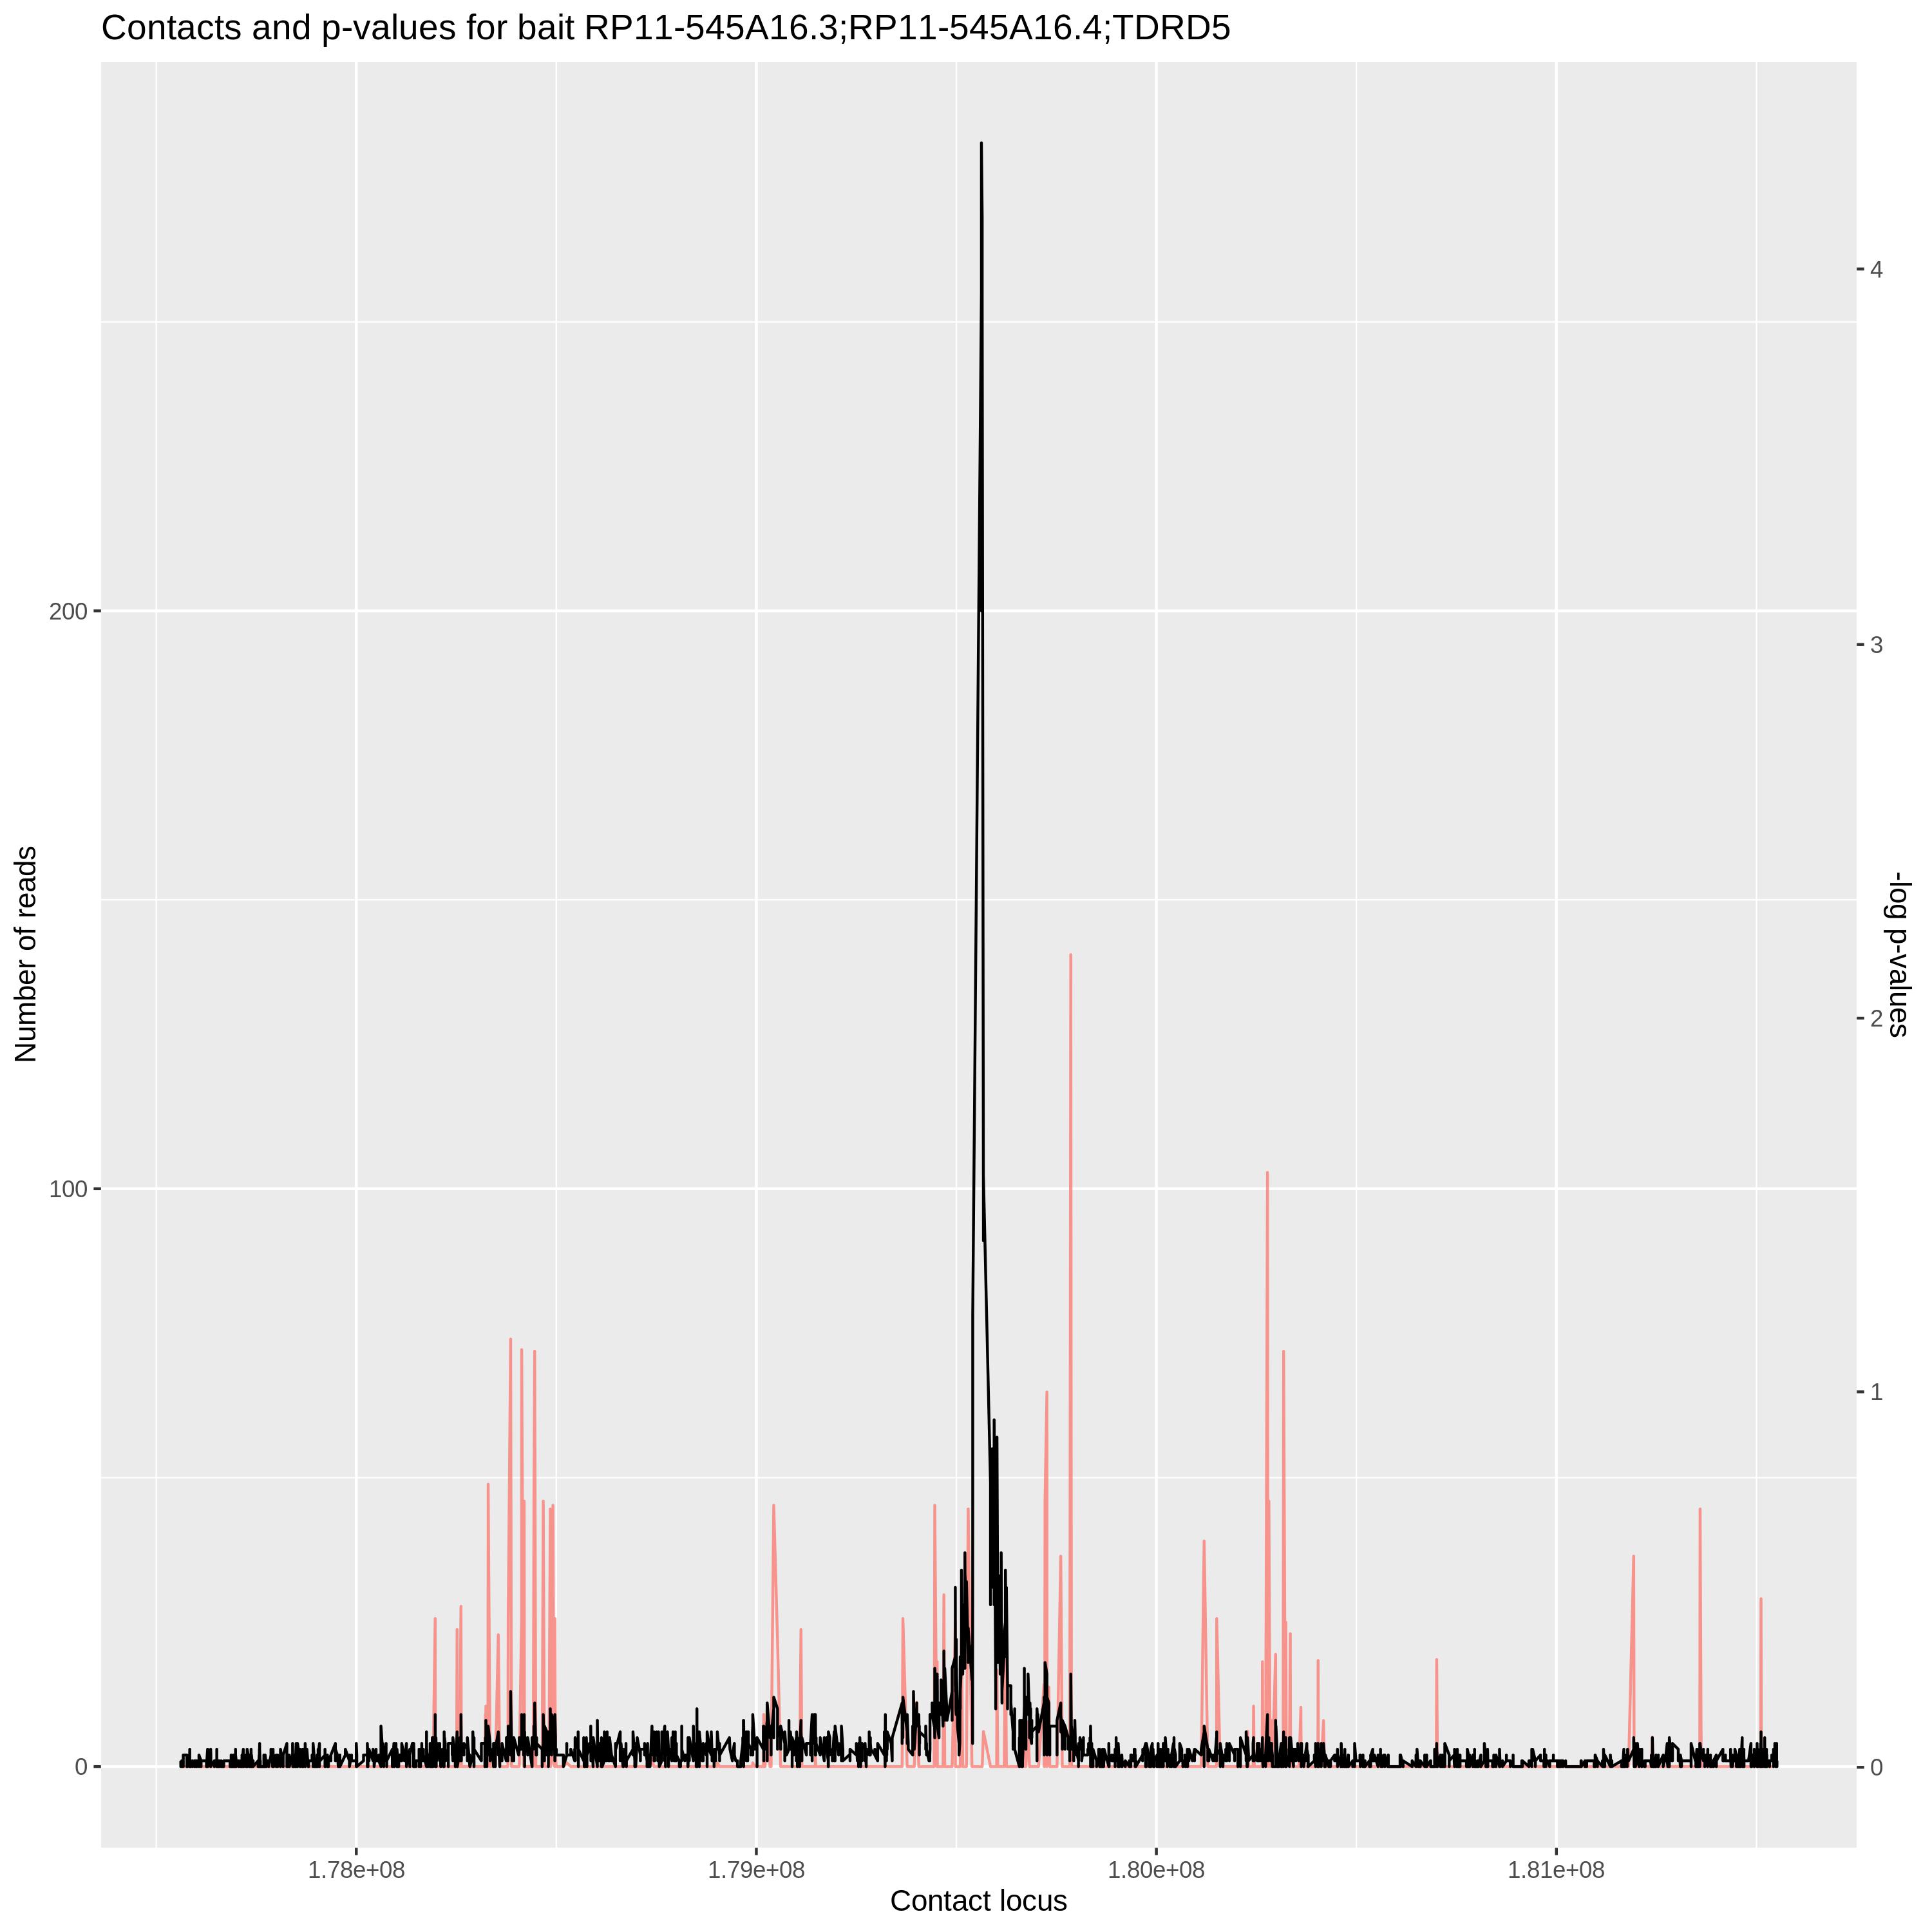 Contacts and p-values for bait RP11-545A16.3;RP11-545A16.4;TDRD5
Number of reads
200
100
0
4
3
2
1
0
-log p-values
1.78e+08
1.79e+08
1.80e+08
1.81e+08
Contact locus